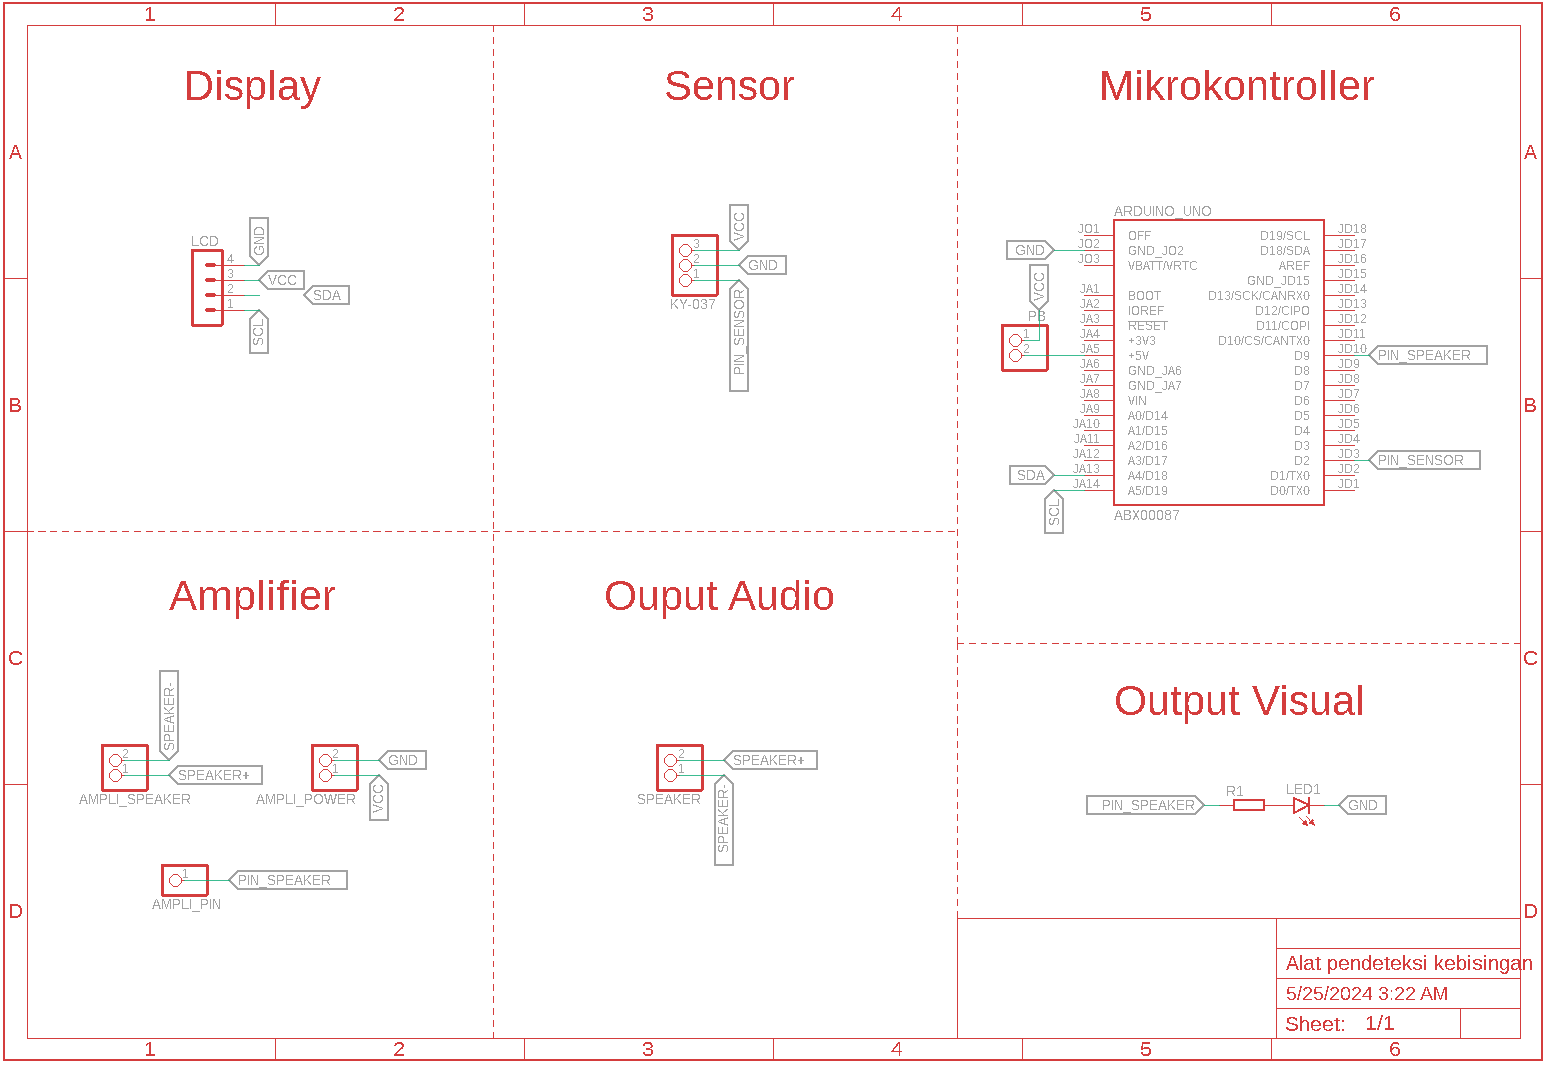 1 2 3 4 5 6
A
B
C
D
A
B
C
D
Display
LCD
4
3
2
1
GND
VCC
SDA
SCL
Sensor
VCC
3
2
1
GND
KY-037
PIN_SENSOR
Mikrokontroller
ARDUINO_UNO
JO1 OFF D19/SCL JD18
GND JO2 GND_JO2 D18/SDA JD17
JO3 VBATT/VRTC AREF JD16
GND_JD15 JD15
VCC
JA1 BOOT D13/SCK/CANRX0 JD14
JA2 IOREF D12/CIPO JD13
PB
JA3 RESET D11/COPI JD12
1 JA4 +3V3 D10/CS/CANTX0 JD11
2 JA5 +5V D9 JD10 PIN_SPEAKER
JA6 GND_JA6 D8 JD9
JA7 GND_JA7 D7 JD8
JA8 VIN D6 JD7
JA9 A0/D14 D5 JD6
JA10 A1/D15 D4 JD5
JA11 A2/D16 D3 JD4
JA12 A3/D17 D2 JD3 PIN_SENSOR
SDA JA13 A4/D18 D1/TX0 JD2
JA14 A5/D19 D0/TX0 JD1
SCL
ABX00087
Amplifier
SPEAKER-
2
1
SPEAKER+
AMPLI_SPEAKER
2
1
GND
VCC
AMPLI_POWER
1
PIN_SPEAKER
AMPLI_PIN
Ouput Audio
2
1
SPEAKER+
SPEAKER
SPEAKER-
Output Visual
PIN_SPEAKER R1 LED1 GND
Alat pendeteksi kebisingan
5/25/2024 3:22 AM
Sheet: 1/1
1 2 3 4 5 6